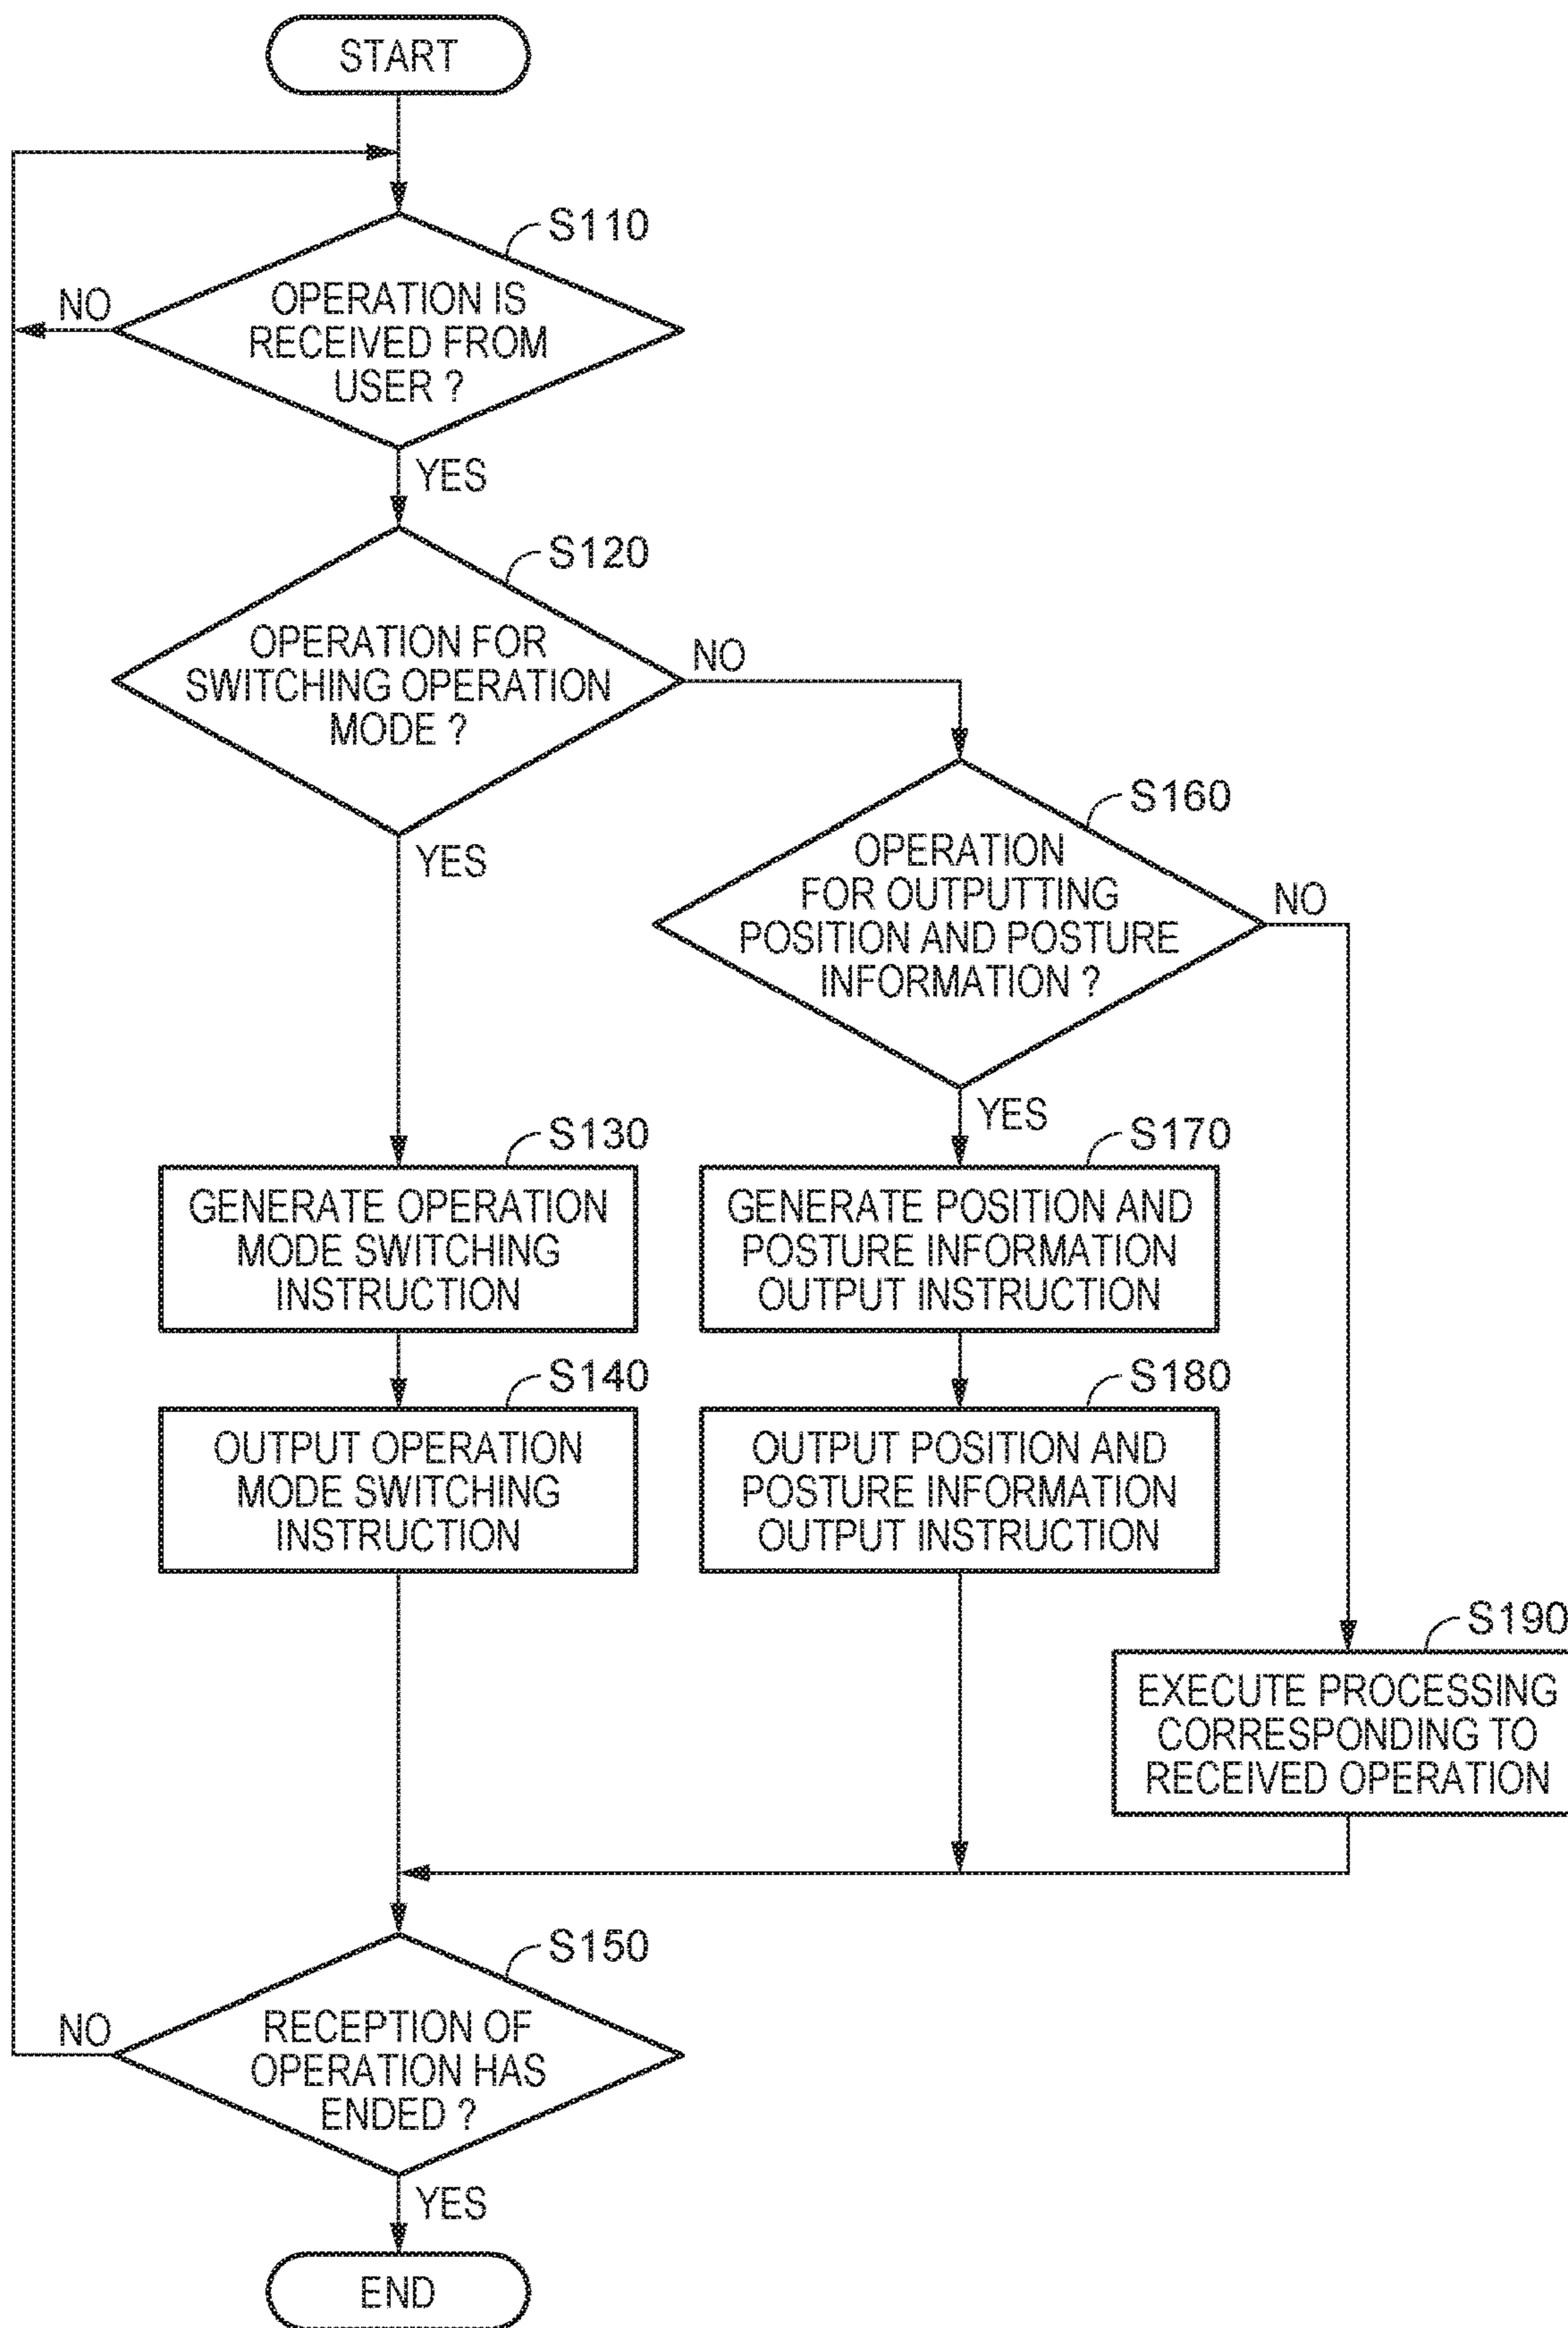 START
S110
NO
OPERATION IS
RECEIVED FROM
USER ?
YES
S120
OPERATION FOR
SWITCHING OPERATION
MODE ?
NO
YES
S160
OPERATION
FOR OUTPUTTING
POSITION AND POSTURE
INFORMATION ?
NO
YES
S130
GENERATE OPERATION
MODE SWITCHING
INSTRUCTION
S170
GENERATE POSITION AND
POSTURE INFORMATION
OUTPUT INSTRUCTION
S140
OUTPUT OPERATION
MODE SWITCHING
INSTRUCTION
S180
OUTPUT POSITION AND
POSTURE INFORMATION
OUTPUT INSTRUCTION
S190
EXECUTE PROCESSING
CORRESPONDING TO
RECEIVED OPERATION
S150
NO
RECEPTION OF
OPERATION HAS
ENDED ?
YES
END